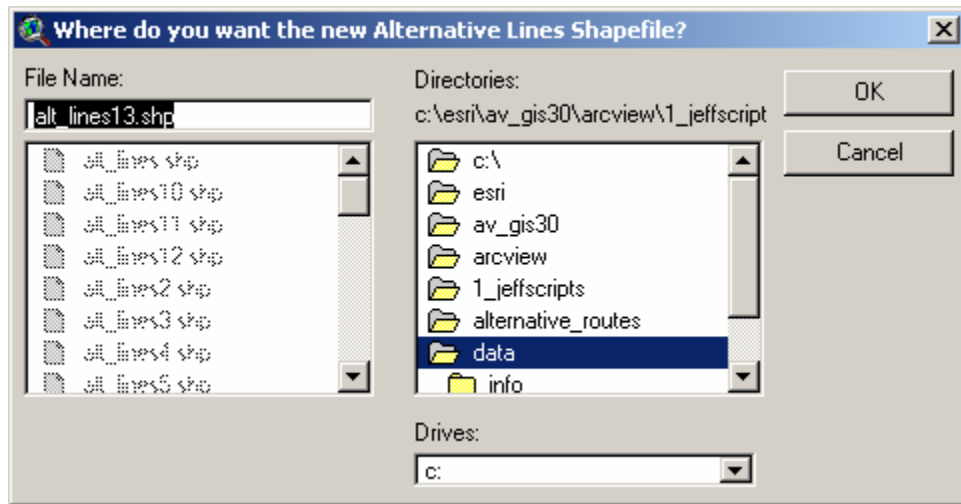 Where do you want the new Alternative Lines Shapefile?
File Name:
alt_lines13.shp
alt_lines.shp
alt_lines10.shp
alt_lines11.shp
alt_lines12.shp
alt_lines2.shp
alt_lines3.shp
alt_lines4.shp
alt_lines5.shp
Directories:
c:\esri\av_gis30\arcview\1_jeffscript
c:\
esri
av_gis30
arcview
1_jeffscripts
alternative_routes
data
info
Drives:
c:
OK
Cancel